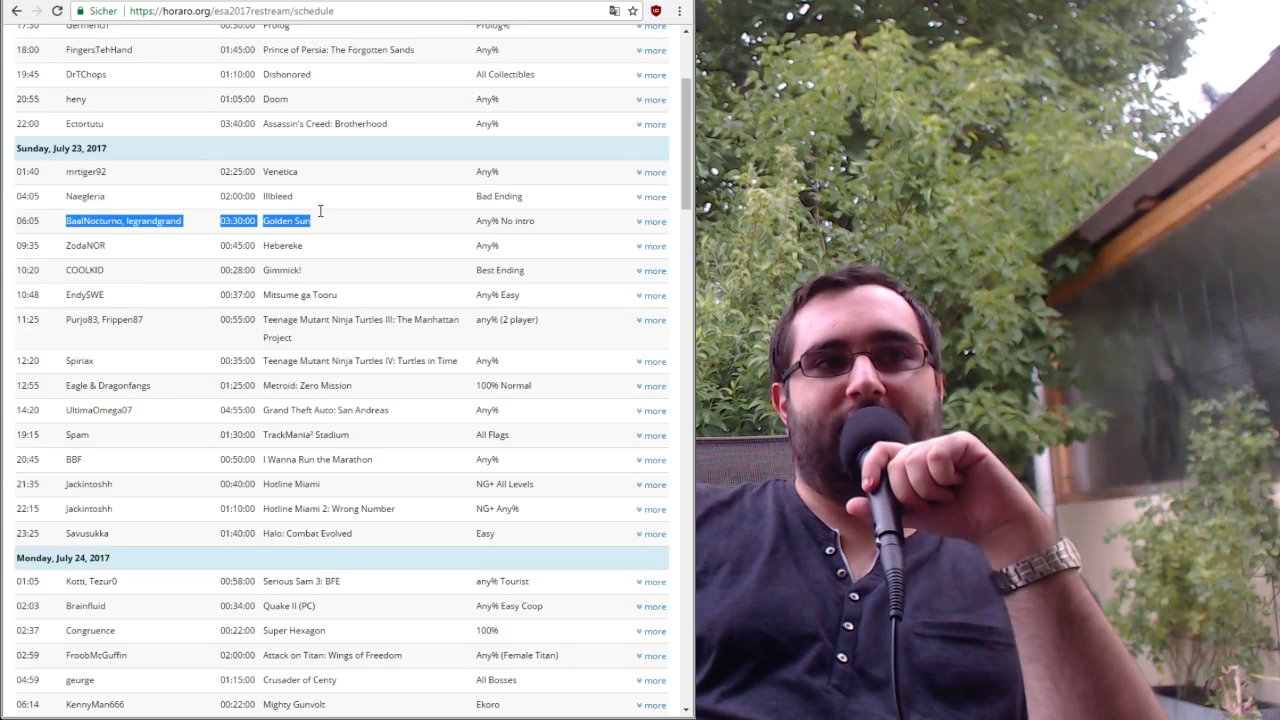 Sicher https://horaro.org/esa2017restream/schedule
17:30 Germench 00:30:00 Prolog Prolog%
18:00 FingersTehHand 01:45:00 Prince of Persia: The Forgotten Sands Any% more
19:45 DrTChops 01:10:00 Dishonored All Collectibles more
20:55 heny 01:05:00 Doom Any% more
22:00 Ectortutu 03:40:00 Assassin's Creed: Brotherhood Any% more
Sunday, July 23, 2017
01:40 mrtiger92 02:25:00 Venetica Any% more
04:05 Naegleria 02:00:00 Illbleed Bad Ending more
06:05 BaalNocturno, legrandgrand 03:30:00 Golden Sun Any% No intro more
09:35 ZodaNOR 00:45:00 Hebereke Any% more
10:20 COOLKID 00:28:00 Gimmick! Best Ending more
10:48 EndySWE 00:37:00 Mitsume ga Tooru Any% Easy more
11:25 Purjo83, Frippen87 00:55:00 Teenage Mutant Ninja Turtles III: The Manhattan any% (2 player) more
Project
12:20 Spiriax 00:35:00 Teenage Mutant Ninja Turtles IV: Turtles in Time Any% more
12:55 Eagle & Dragonfangs 01:25:00 Metroid: Zero Mission 100% Normal more
14:20 UltimaOmega07 04:55:00 Grand Theft Auto: San Andreas Any% more
19:15 Spam 01:30:00 TrackMania² Stadium All Flags more
20:45 BBF 00:50:00 I Wanna Run the Marathon Any% more
21:35 Jackintoshh 00:40:00 Hotline Miami NG+ All Levels more
22:15 Jackintoshh 01:10:00 Hotline Miami 2: Wrong Number NG+ Any% more
23:25 Savusukka 01:40:00 Halo: Combat Evolved Easy more
Monday, July 24, 2017
01:05 Kotti, Tezur0 00:58:00 Serious Sam 3: BFE any% Tourist more
02:03 Brainfluid 00:34:00 Quake II (PC) Any% Easy Coop more
02:37 Congruence 00:22:00 Super Hexagon 100% more
02:59 FroobMcGuffin 02:00:00 Attack on Titan: Wings of Freedom Any% (Female Titan) more
04:59 geurge 01:15:00 Crusader of Centy All Bosses more
06:14 KennyMan666 00:22:00 Mighty Gunvolt Ekoro more